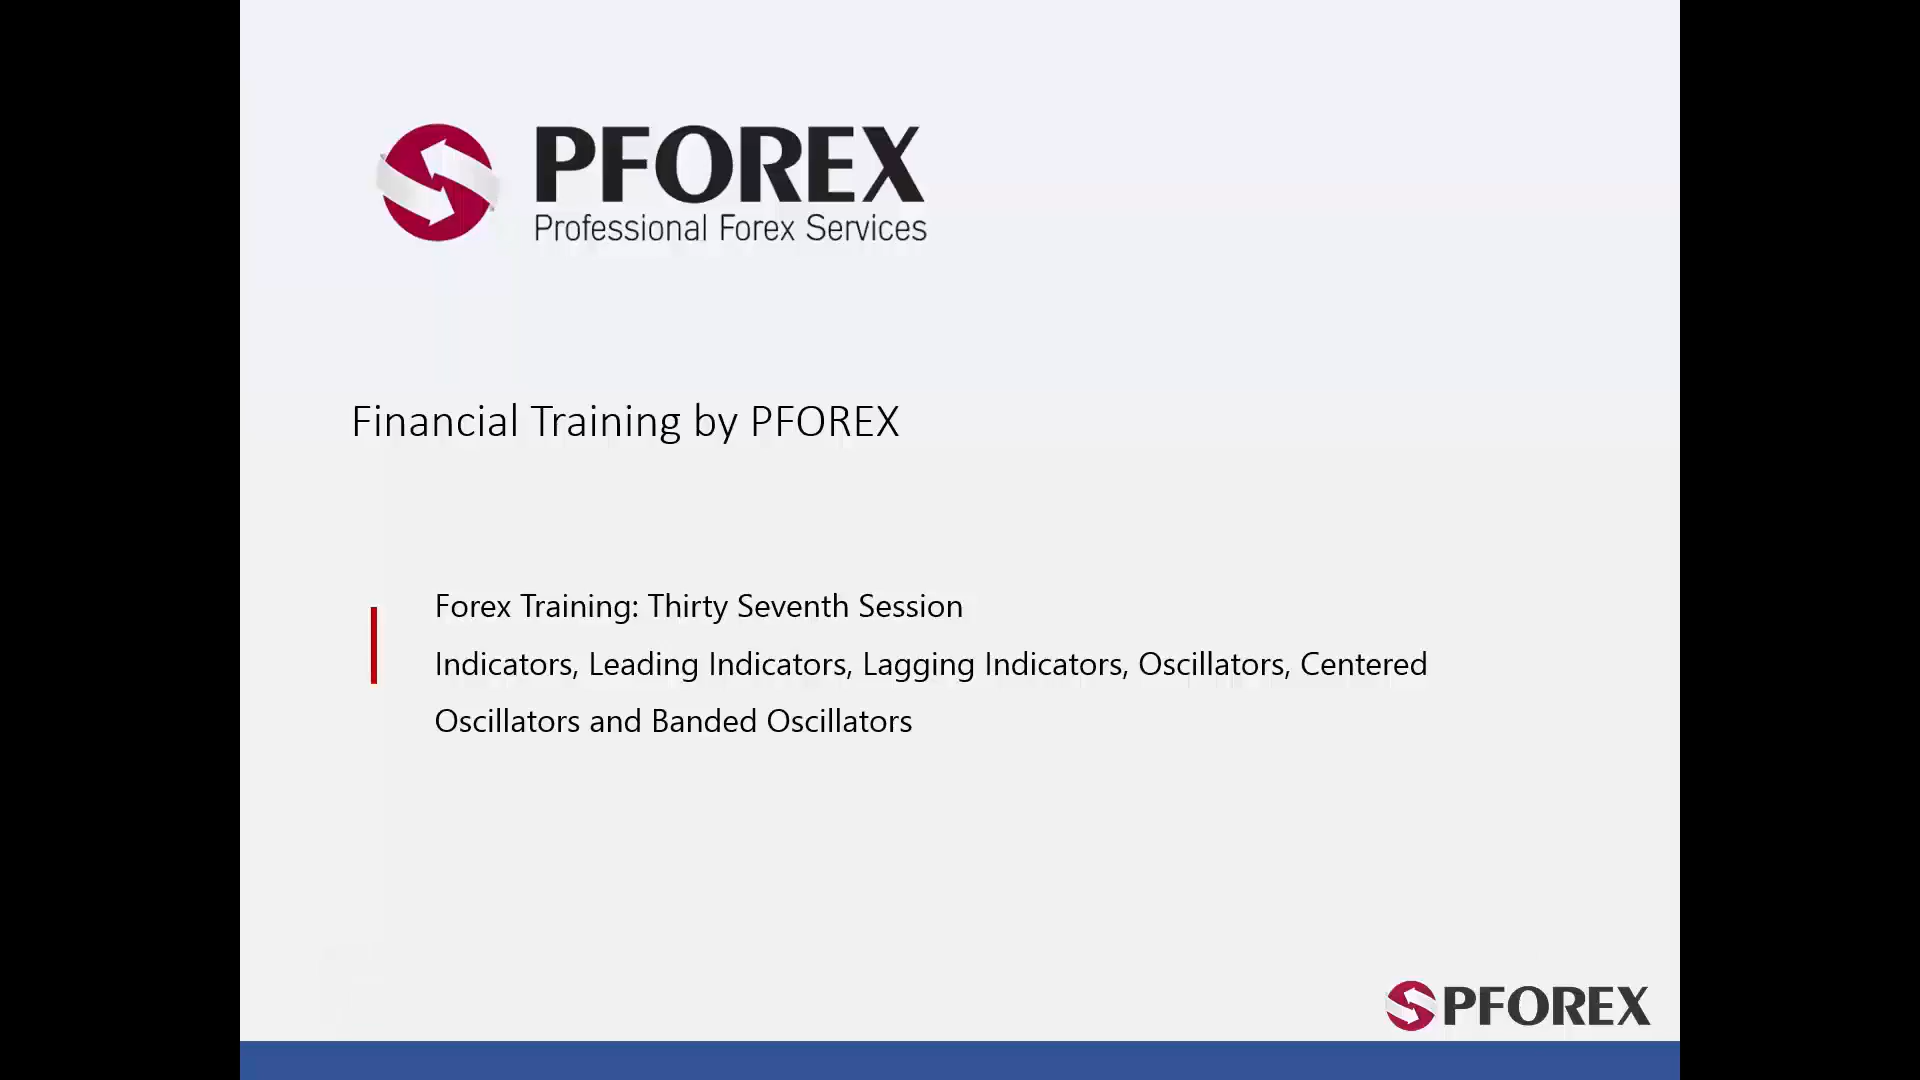 PFOREX
Professional Forex Services
Financial Training by PFOREX
Forex Training: Thirty Seventh Session
Indicators, Leading Indicators, Lagging Indicators, Oscillators, Centered
Oscillators and Banded Oscillators
PFOREX